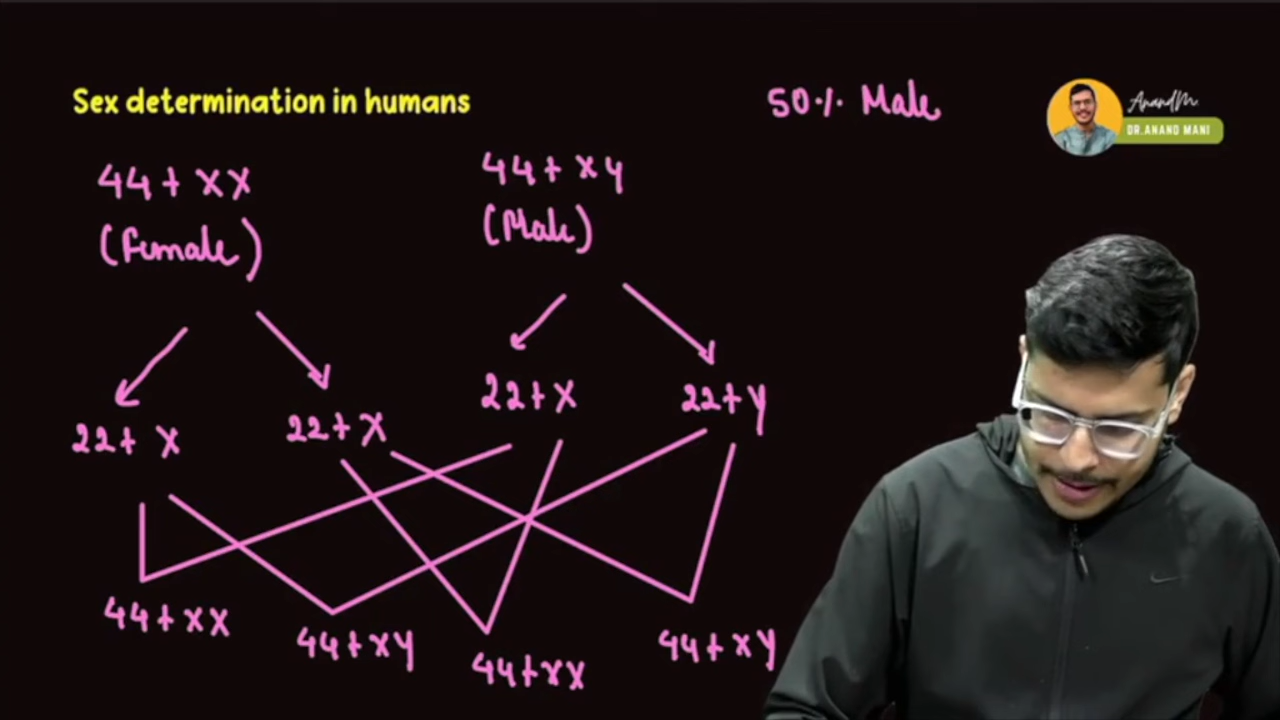 Sex determination in humans
50% Male
AnandM.
DR.ANAND MANI
44+ XX
(Female)
44+ XY
(Male)
22+ X
22+ X
22+X
22+Y
44+XX
44+XY
44+XX
44+XY